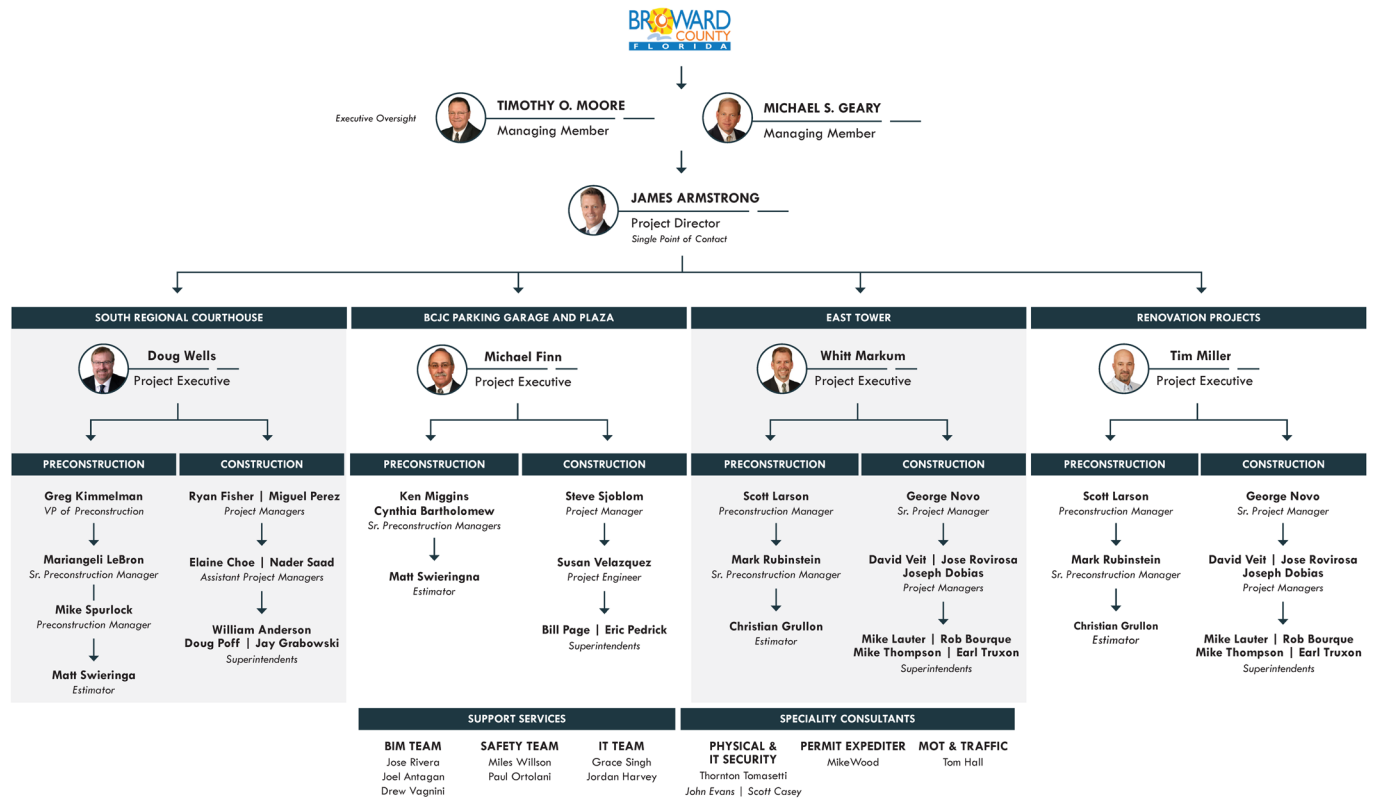 BROWARD
COUNTY
FLORIDA
Executive Oversight
TIMOTHY O. MOORE
Managing Member
MICHAEL S. GEARY
Managing Member
JAMES ARMSTRONG
Project Director
Single Point of Contact
SOUTH REGIONAL COURTHOUSE
Doug Wells
Project Executive
PRECONSTRUCTION
Greg Kimmelman
VP of Preconstruction
Mariangeli LeBron
Sr. Preconstruction Manager
Mike Spurlock
Preconstruction Manager
Matt Swieringa
Estimator
CONSTRUCTION
Ryan Fisher | Miguel Perez
Project Managers
Elaine Choe | Nader Saad
Assistant Project Managers
William Anderson
Doug Poff | Jay Grabowski
Superintendents
BCJC PARKING GARAGE AND PLAZA
Michael Finn
Project Executive
PRECONSTRUCTION
Ken Miggins
Cynthia Bartholomew
Sr. Preconstruction Managers
Matt Swieringna
Estimator
CONSTRUCTION
Steve Sjoblom
Project Manager
Susan Velazquez
Project Engineer
Bill Page | Eric Pedrick
Superintendents
EAST TOWER
Whitt Markum
Project Executive
PRECONSTRUCTION
Scott Larson
Preconstruction Manager
Mark Rubinstein
Sr. Preconstruction Manager
Christian Grullon
Estimator
CONSTRUCTION
George Novo
Sr. Project Manager
David Veit | Jose Rovirosa
Joseph Dobias
Project Managers
Mike Lauter | Rob Bourque
Mike Thompson | Earl Truxon
Superintendents
RENOVATION PROJECTS
Tim Miller
Project Executive
PRECONSTRUCTION
Scott Larson
Preconstruction Manager
Mark Rubinstein
Sr. Preconstruction Manager
Christian Grullon
Estimator
CONSTRUCTION
George Novo
Sr. Project Manager
David Veit | Jose Rovirosa
Joseph Dobias
Project Managers
Mike Lauter | Rob Bourque
Mike Thompson | Earl Truxon
Superintendents
SUPPORT SERVICES
BIM TEAM
Jose Rivera
Joel Antagan
Drew Vagnini
SAFETY TEAM
Miles Willson
Paul Ortolani
IT TEAM
Grace Singh
Jordan Harvey
SPECIALITY CONSULTANTS
PHYSICAL &
IT SECURITY
Thornton Tomasetti
John Evans | Scott Casey
PERMIT EXPEDITER
MikeWood
MOT & TRAFFIC
Tom Hall